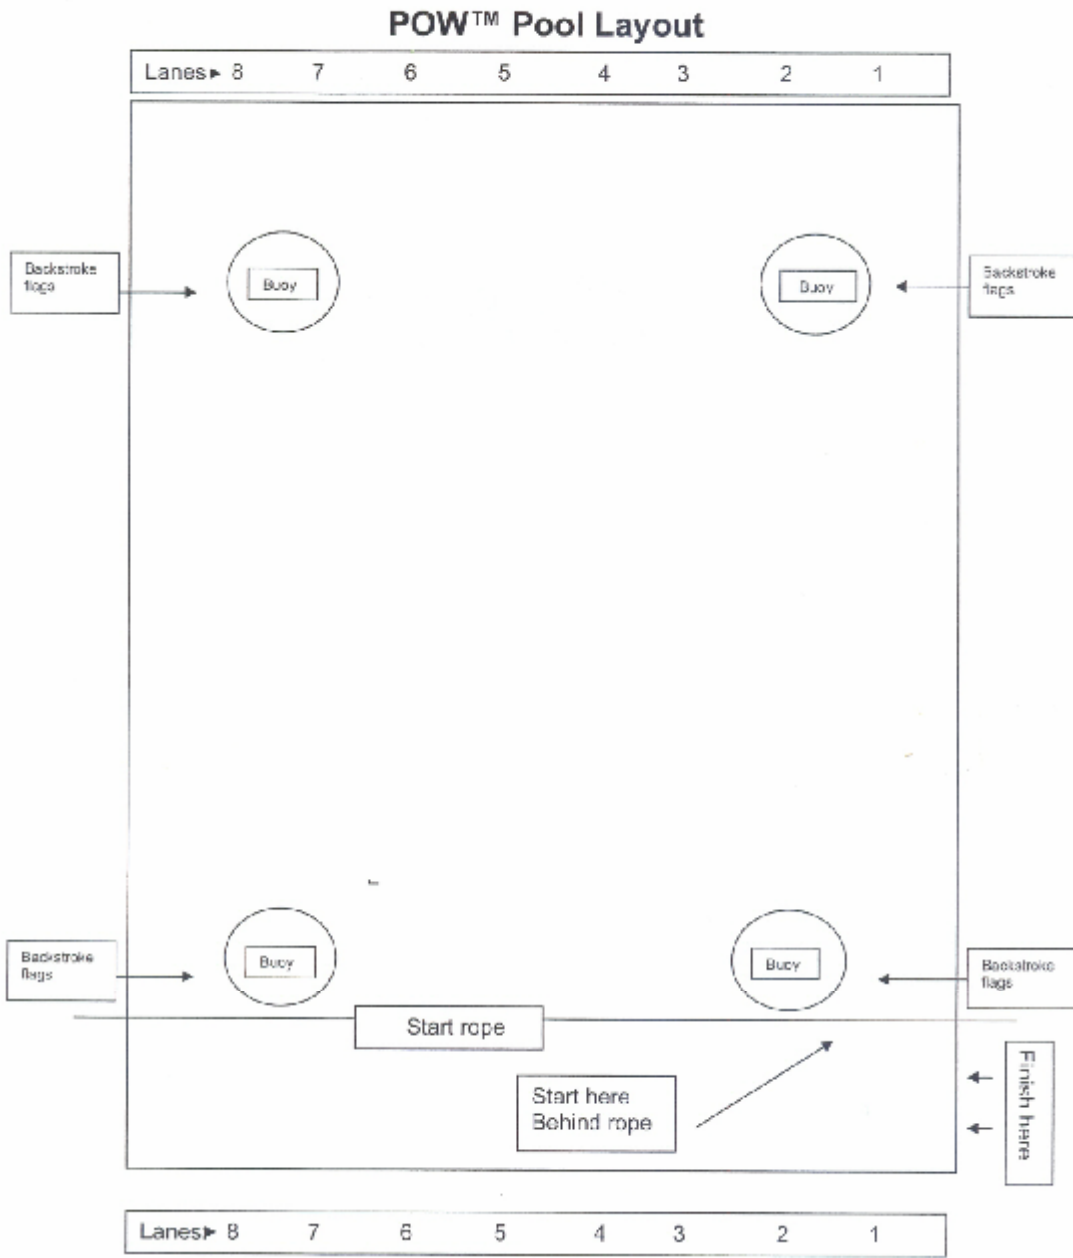 POW™ Pool Layout
Lanes► 8 7 6 5 4 3 2 1
Backstroke
flags
Buoy
Buoy
Backstroke
flags
Backstroke
flags
Buoy
Buoy
Backstroke
flags
Start rope
Start here
Behind rope
Finish here
Lanes► 8 7 6 5 4 3 2 1